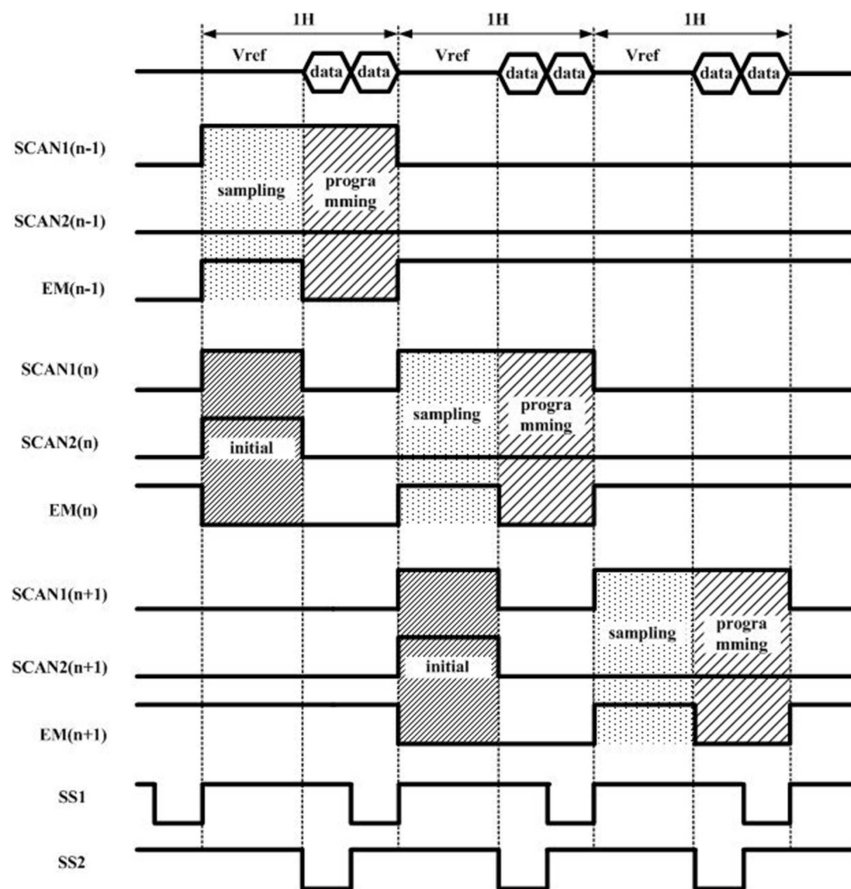 1H 1H 1H
Vref Vref Vref
data data data data data data
SCAN1(n-1)
sampling
progra
mming
SCAN2(n-1)
EM(n-1)
SCAN1(n)
sampling
progra
mming
SCAN2(n)
initial
EM(n)
SCAN1(n+1)
sampling
progra
mming
SCAN2(n+1)
initial
EM(n+1)
SS1
SS2